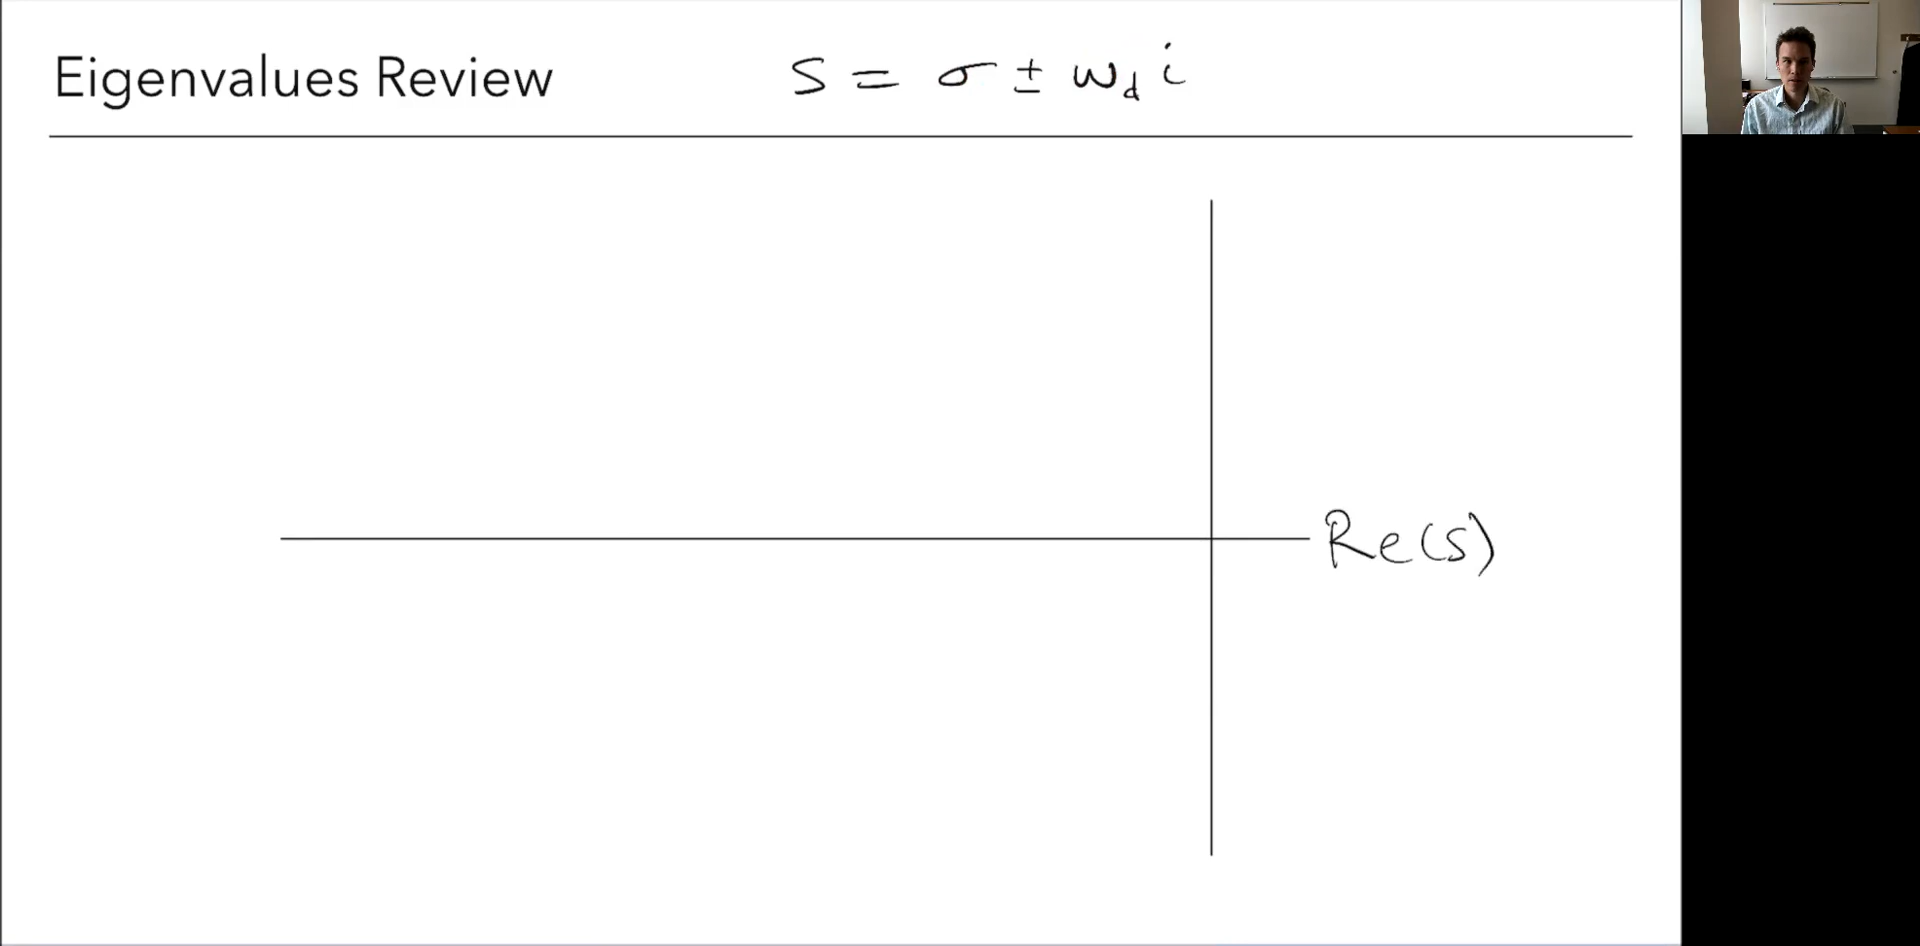 Eigenvalues Review
s = σ ± ω_d i
Re(s)